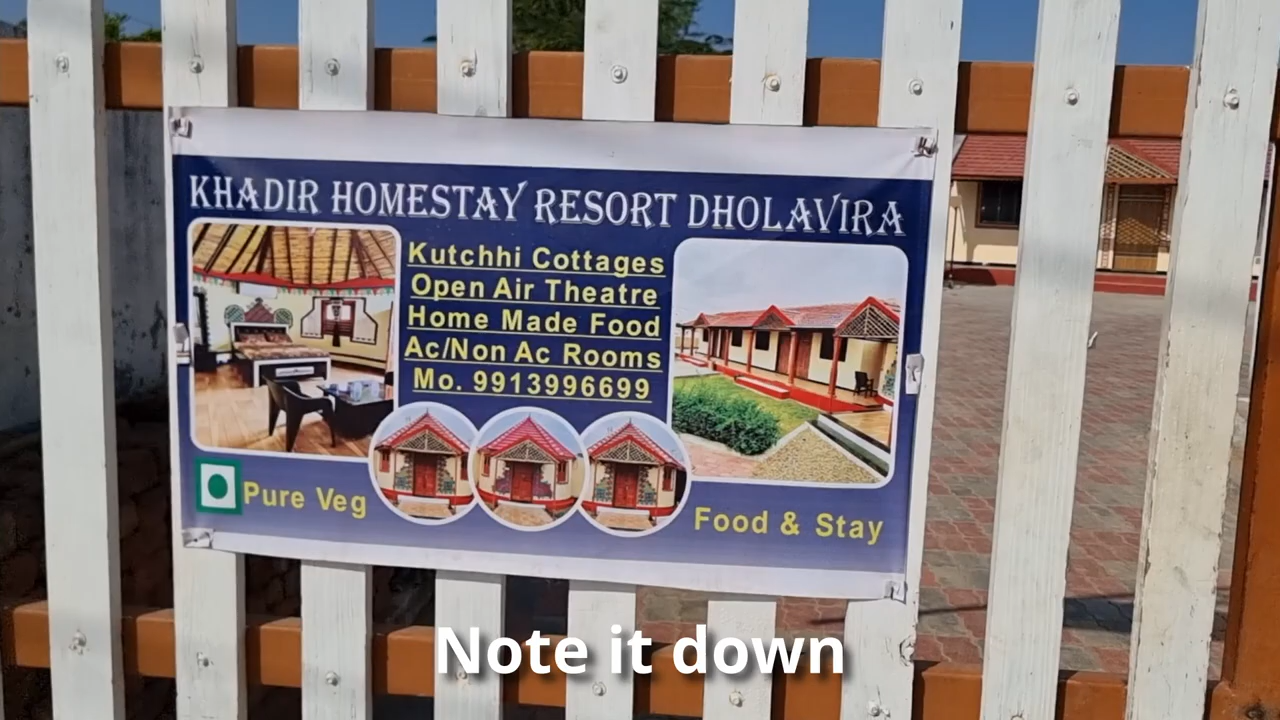 KHADIR HOMESTAY RESORT DHOLAVIRA
Kutchhi Cottages
Open Air Theatre
Home Made Food
Ac/Non Ac Rooms
Mo. 9913996699
Pure Veg
Food & Stay
Note it down